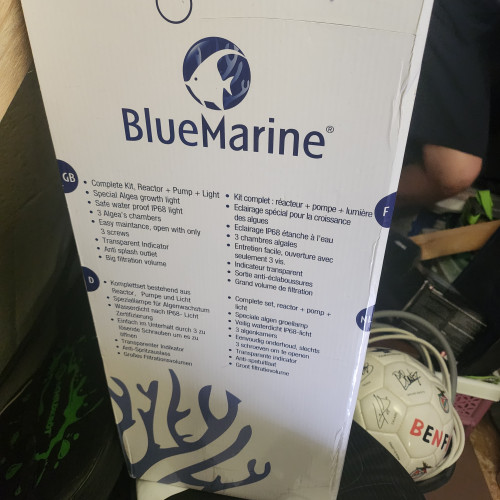 BlueMarine®
GB
• Complete Kit, Reactor + Pump + Light
• Special Algea growth light
• Safe water proof IP68 light
• 3 Algea's chambers
• Easy maintance, open with only
3 screws
• Transparent Indicator
• Anti splash outlet
• Big filtration volume
F
• Kit complet : réacteur + pompe + lumière
• Eclairage spécial pour la croissance
des algues
• Eclairage IP68 étanche à l'eau
• 3 chambres algales
• Entretien facile, ouverture avec
seulement 3 vis.
• Indicateur transparent
• Sortie anti-éclaboussures
• Grand volume de filtration
D
• Komplettset bestehend aus
Reactor, Pumpe und Licht
• Speziallampe für Algenwachstum
• Wasserdicht nach IP68- Licht
Zertifizierung
• Einfach im Unterhalt durch 3 zu
lösende Schrauben um es zu
öffnen
• Transparenter Indikator
• Anti-Spritzauslass
• Großes Filtrationsvolumen
• Complete set, reactor + pomp +
licht
• Speciale algen groeilamp
• Veilig waterdicht IP68-licht
• 3 algenkamers
• Eenvoudig onderhoud, slechts
3 schroeven om te openen
• Transparante indicator
• Anti-spatuitlaat
• Groot filtratievolume
BENF